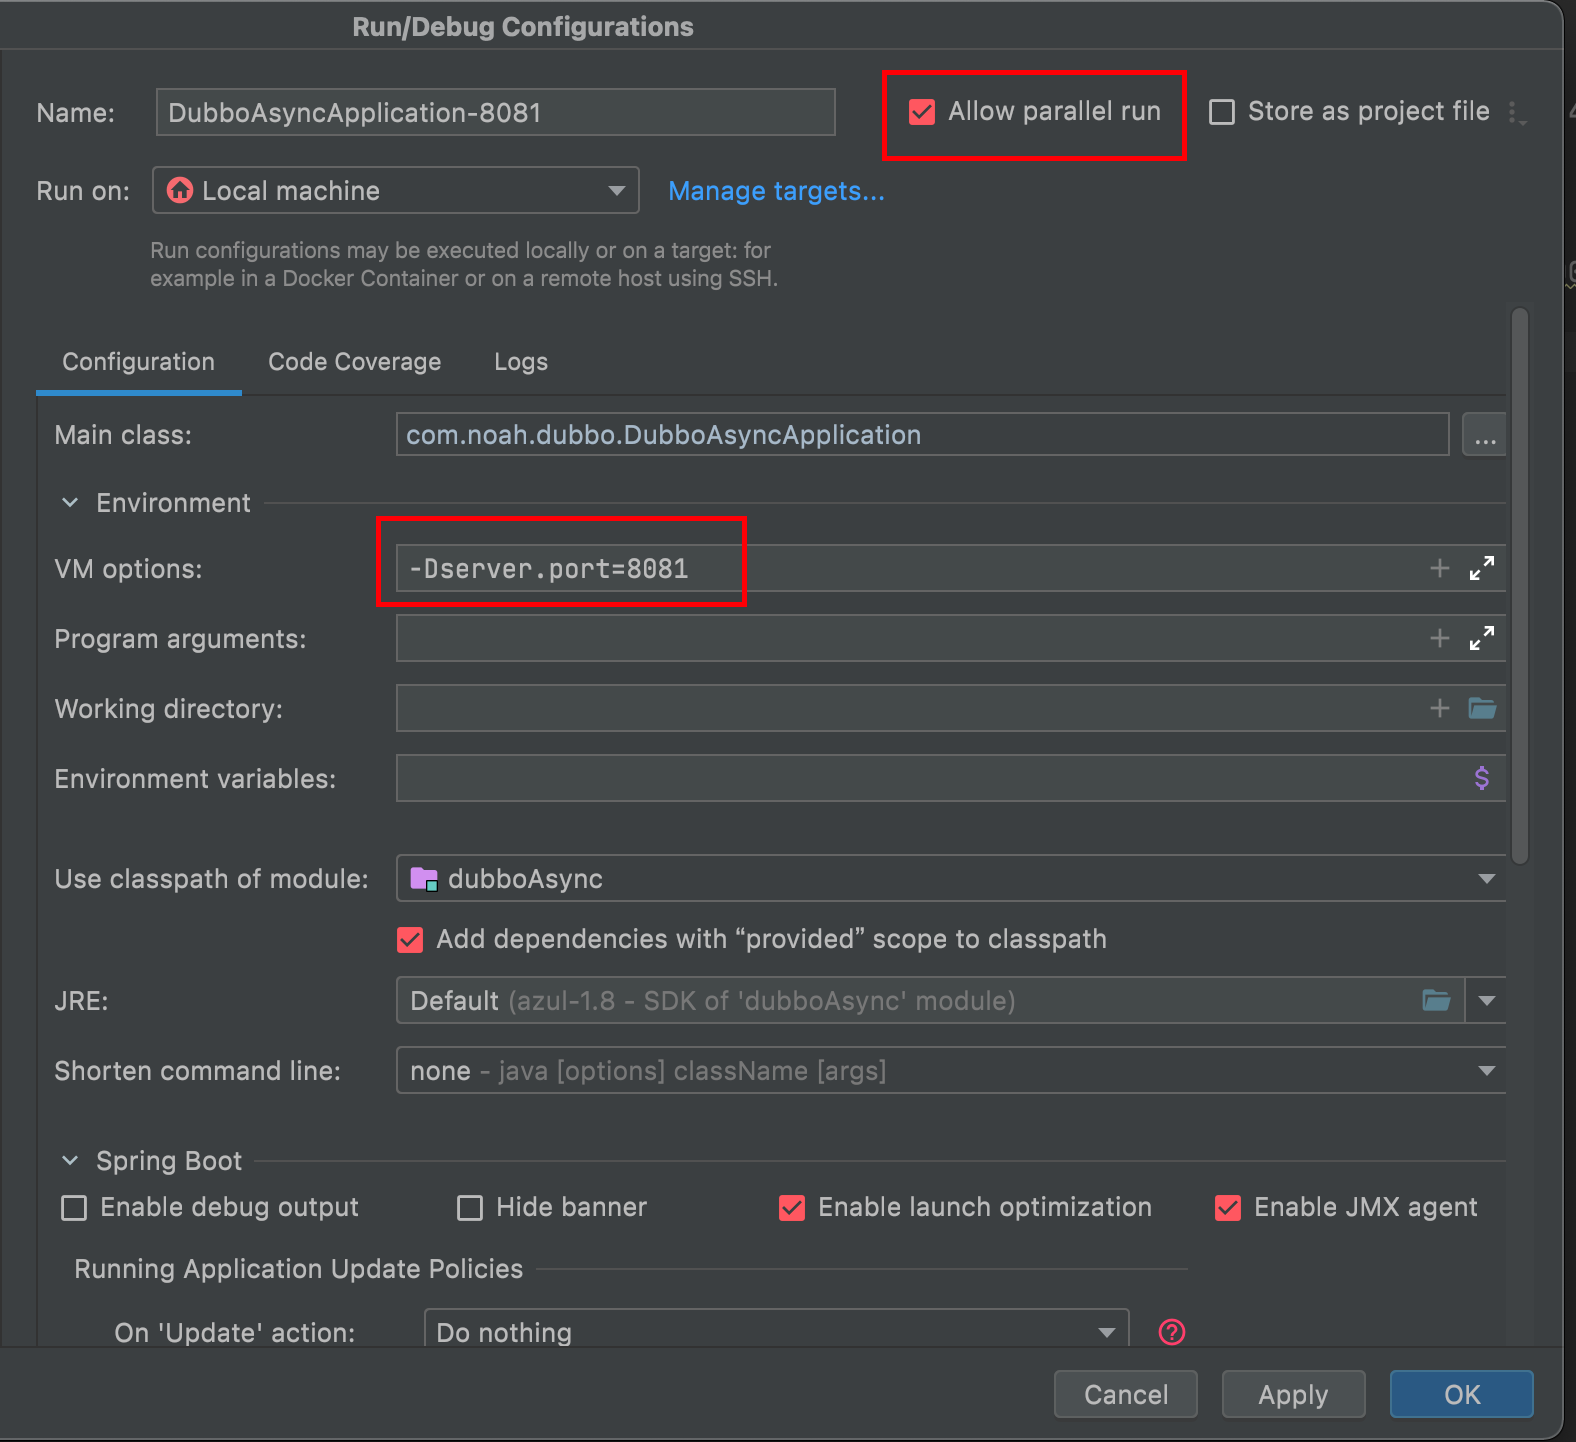 Run/Debug Configurations
Name: DubboAsyncApplication-8081 Allow parallel run Store as project file
Run on: Local machine Manage targets...
Run configurations may be executed locally or on a target: for
example in a Docker Container or on a remote host using SSH.
Configuration Code Coverage Logs
Main class: com.noah.dubbo.DubboAsyncApplication ...
Environment
VM options: -Dserver.port=8081
Program arguments:
Working directory:
Environment variables: $
Use classpath of module: dubboAsync
Add dependencies with “provided” scope to classpath
JRE: Default (azul-1.8 - SDK of 'dubboAsync' module)
Shorten command line: none - java [options] className [args]
Spring Boot
Enable debug output Hide banner Enable launch optimization Enable JMX agent
Running Application Update Policies
On 'Update' action: Do nothing ?
Cancel Apply OK